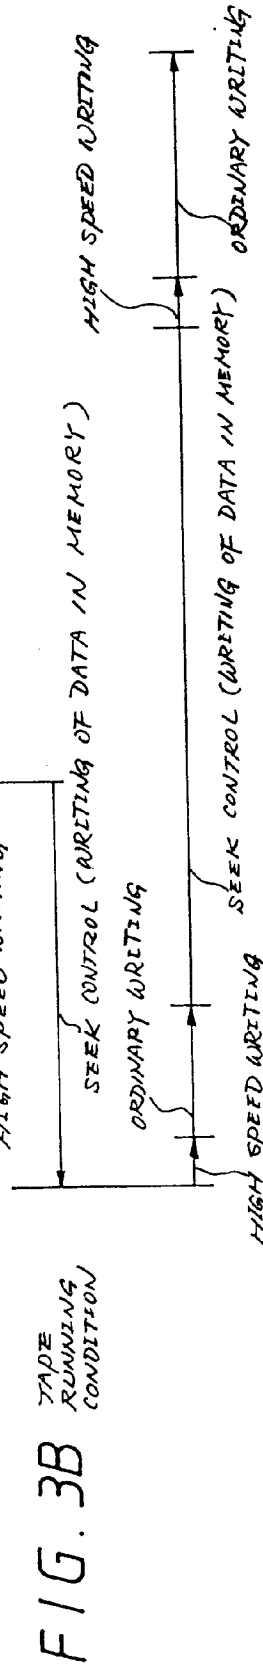 FIG. 3B
TAPE
RUNNING
CONDITION
HIGH SPEED WRITING
SEEK CONTROL (WRITING OF DATA IN MEMORY)
ORDINARY WRITING
HIGH SPEED WRITING
HIGH SPEED WRITING
SEEK CONTROL (WRITING OF DATA IN MEMORY)
ORDINARY WRITING